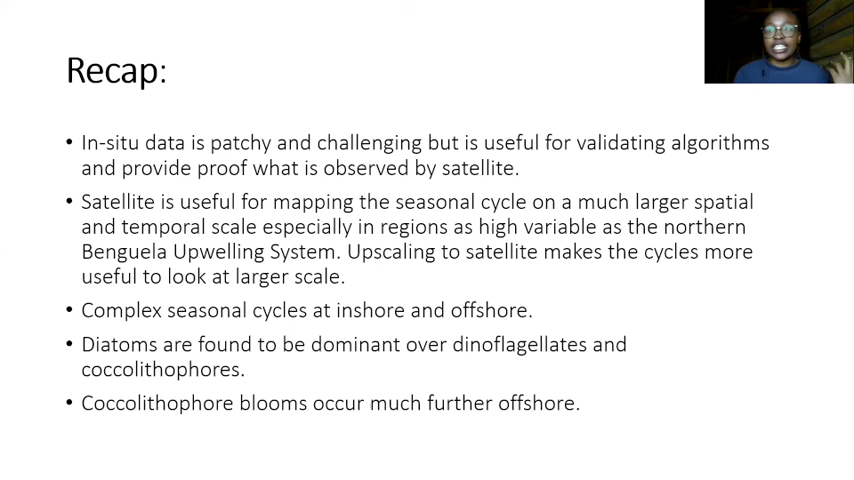 Recap:
• In-situ data is patchy and challenging but is useful for validating algorithms
and provide proof what is observed by satellite.
• Satellite is useful for mapping the seasonal cycle on a much larger spatial
and temporal scale especially in regions as high variable as the northern
Benguela Upwelling System. Upscaling to satellite makes the cycles more
useful to look at larger scale.
• Complex seasonal cycles at inshore and offshore.
• Diatoms are found to be dominant over dinoflagellates and
coccolithophores.
• Coccolithophore blooms occur much further offshore.